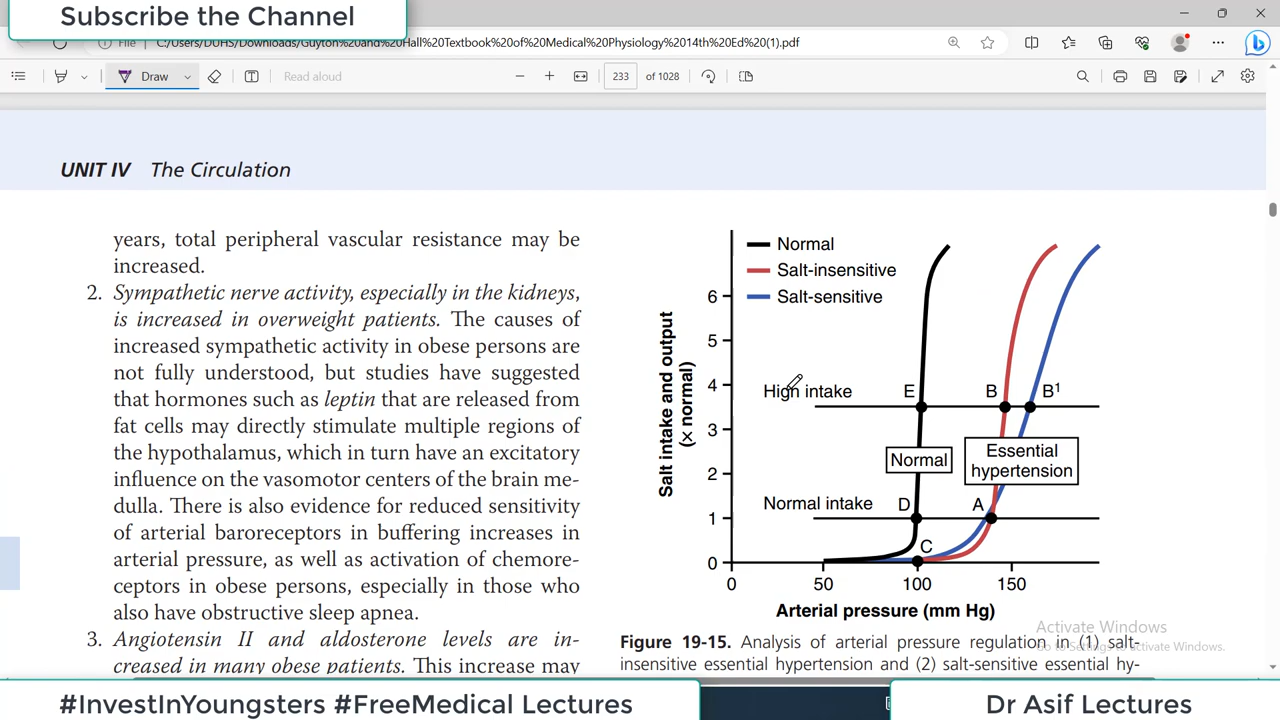 Subscribe the Channel
File
C:/Users/DUHS/Downloads/Guyton%20and%20Hall%20Textbook%20of%20Medical%20Physiology%2014th%20Ed%20(1).pdf
Draw
Read aloud
233 of 1028
UNIT IV The Circulation
years, total peripheral vascular resistance may be
increased.
2. Sympathetic nerve activity, especially in the kidneys,
is increased in overweight patients. The causes of
increased sympathetic activity in obese persons are
not fully understood, but studies have suggested
that hormones such as leptin that are released from
fat cells may directly stimulate multiple regions of
the hypothalamus, which in turn have an excitatory
influence on the vasomotor centers of the brain me-
dulla. There is also evidence for reduced sensitivity
of arterial baroreceptors in buffering increases in
arterial pressure, as well as activation of chemo-
receptors in obese persons, especially in those who
also have obstructive sleep apnea.
3. Angiotensin II and aldosterone levels are in-
creased in many obese patients. This increase may
Normal
Salt-insensitive
Salt-sensitive
Salt intake and output
(× normal)
6
5
4
3
2
1
0
High intake
E
B
B¹
Normal
Essential
hypertension
Normal intake
D
A
C
0
50
100
150
Arterial pressure (mm Hg)
Figure 19-15. Analysis of arterial pressure regulation in (1) salt-
insensitive essential hypertension and (2) salt-sensitive essential hy-
Activate Windows
Go to Settings to activate Windows.
#InvestInYoungsters #FreeMedical Lectures
Dr Asif Lectures